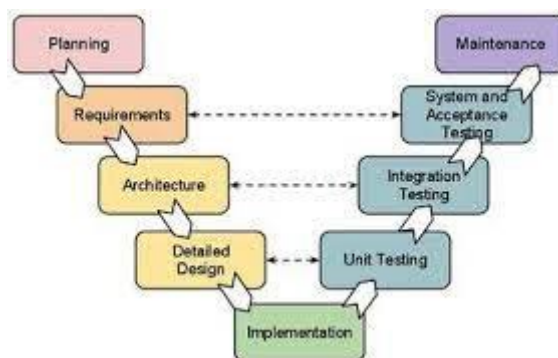 Planning
Maintenance
Requirements
System and
Acceptance
Testing
Architecture
Integration
Testing
Detailed
Design
Unit Testing
Implementation